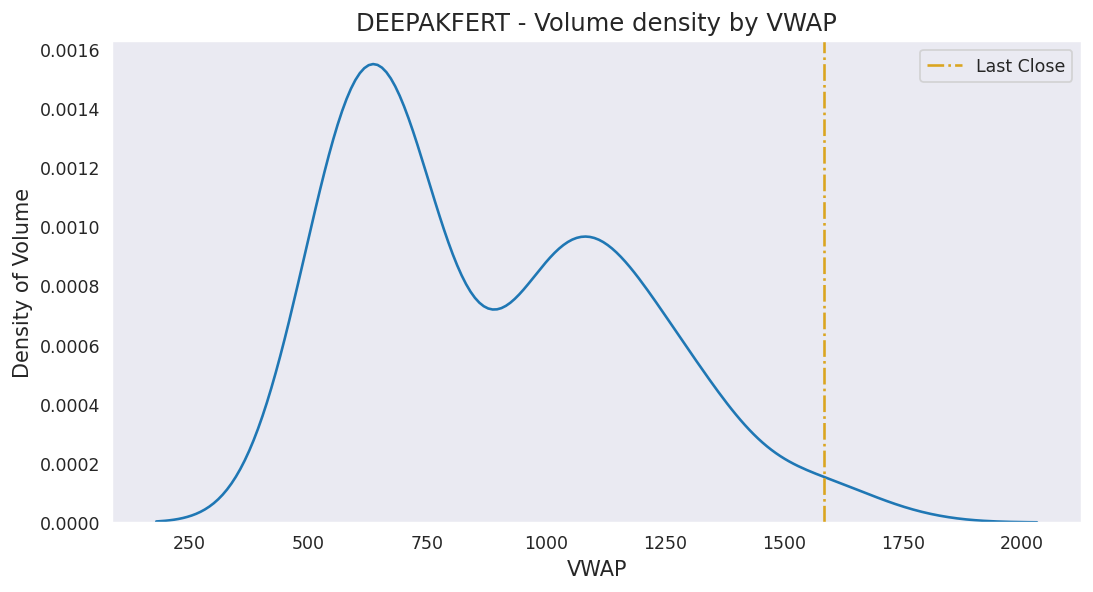 DEEPAKFERT - Volume density by VWAP
Last Close
Density of Volume
0.0016
0.0014
0.0012
0.0010
0.0008
0.0006
0.0004
0.0002
0.0000
250 500 750 1000 1250 1500 1750 2000
VWAP